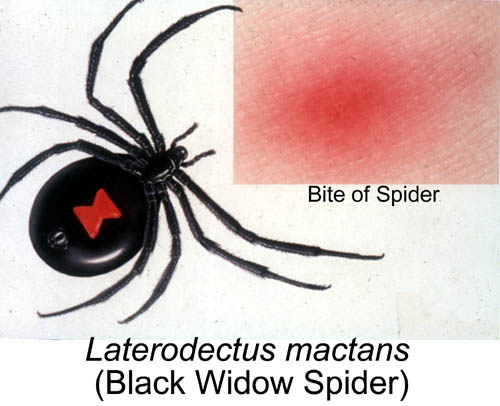 Bite of Spider
Laterodectus mactans
(Black Widow Spider)